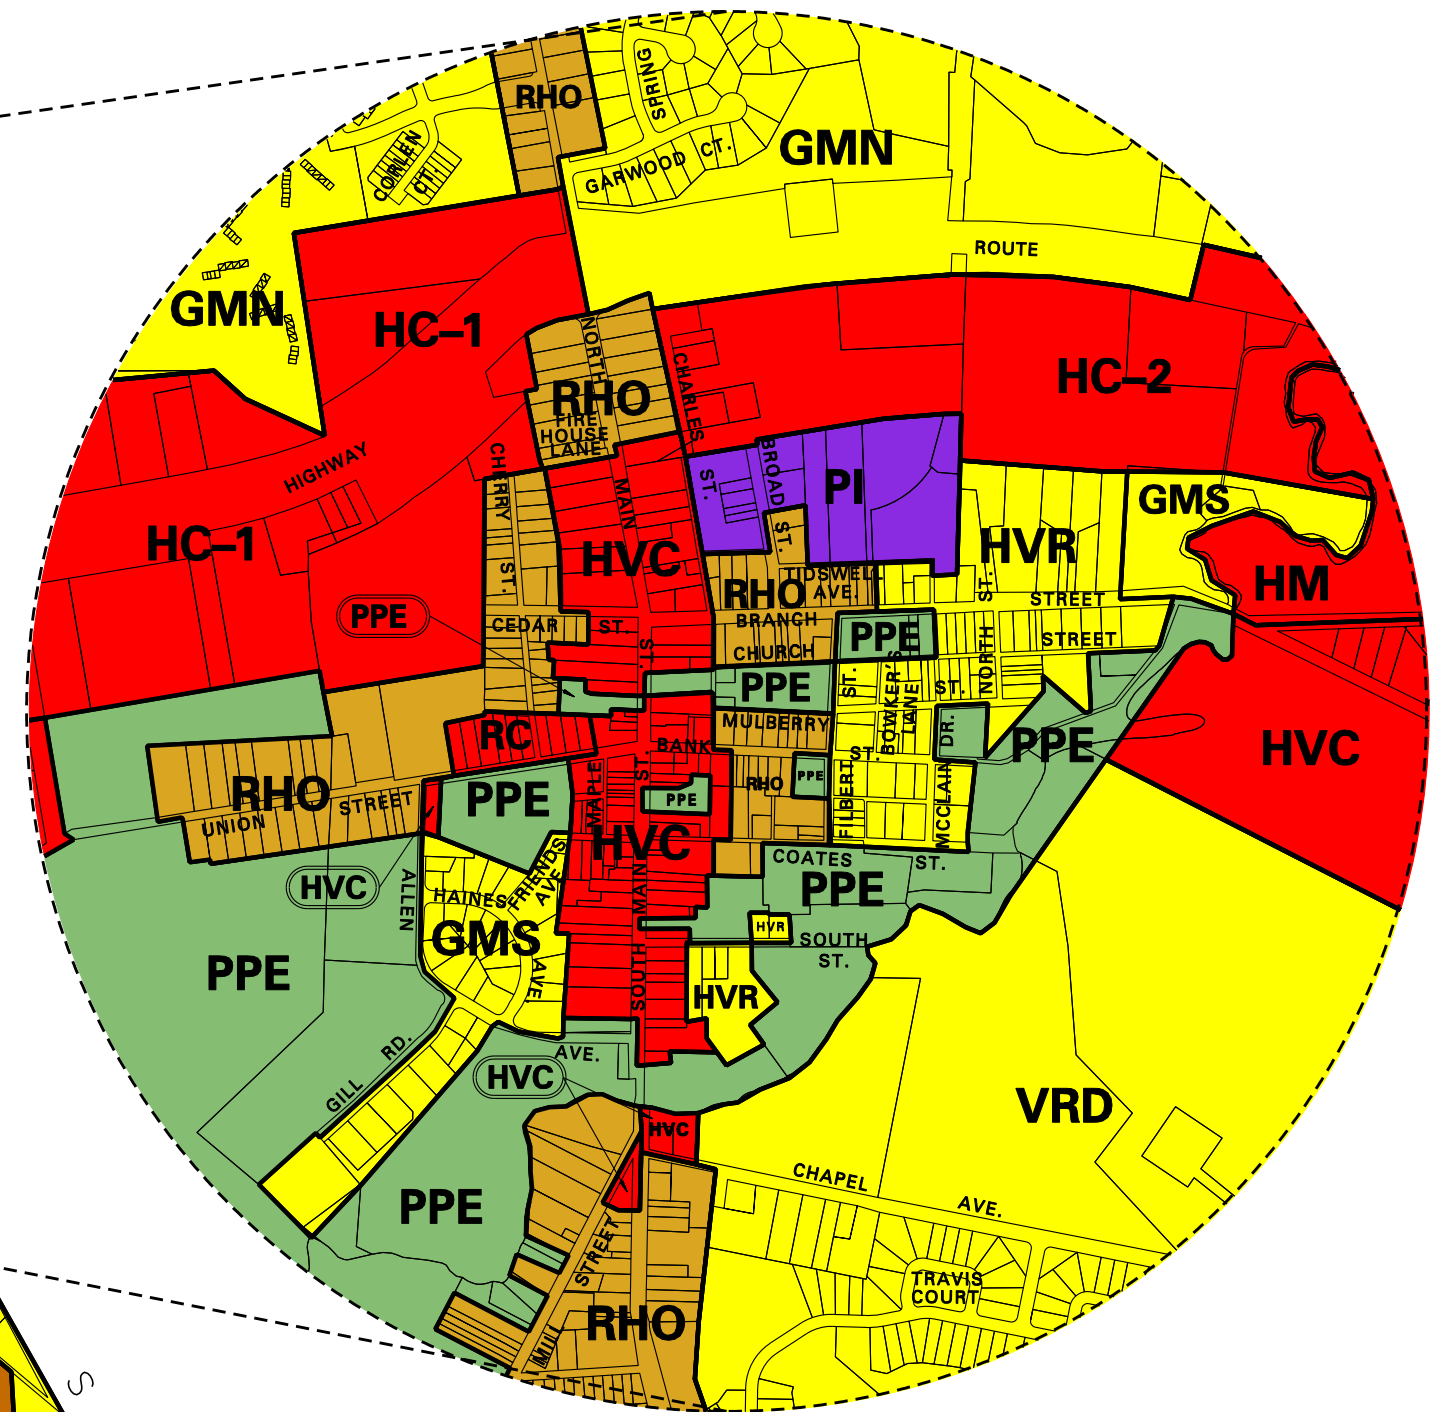 RHO
SPRING
GARWOOD CT.
GMN
CORLEN
CT.
ROUTE
GMN
HC–1
NORTH
RHO
FIRE
HOUSE
LANE
CHARLES
ST.
HC–2
HIGHWAY
CHERRY
ST.
MAIN
ST.
BROAD
ST.
PI
GMS
HVR
HC–1
HVC
RHO
TIDSWELL
AVE.
HM
PPE
CEDAR ST.
BRANCH
STREET
CHURCH
STREET
PPE
NORTH
ST.
ST.
PPE
ST.
BOWKER'S
LANE
MULBERRY
ST.
DR.
PPE
HVC
RC
BANK
ST.
RHO
UNION STREET
PPE
MAPLE
PPE
RHO
PPE
FILBERT
MCCLAIN
HVC
COATES ST.
HVC
ALLEN
HAINES
AVE.
FRIENDS
AVE.
GMS
PPE
HVR
SOUTH
ST.
PPE
SOUTH MAIN
HVR
GILL RD.
AVE.
HVC
VRD
HVC
CHAPEL AVE.
PPE
MILL STREET
RHO
TRAVIS
COURT
S